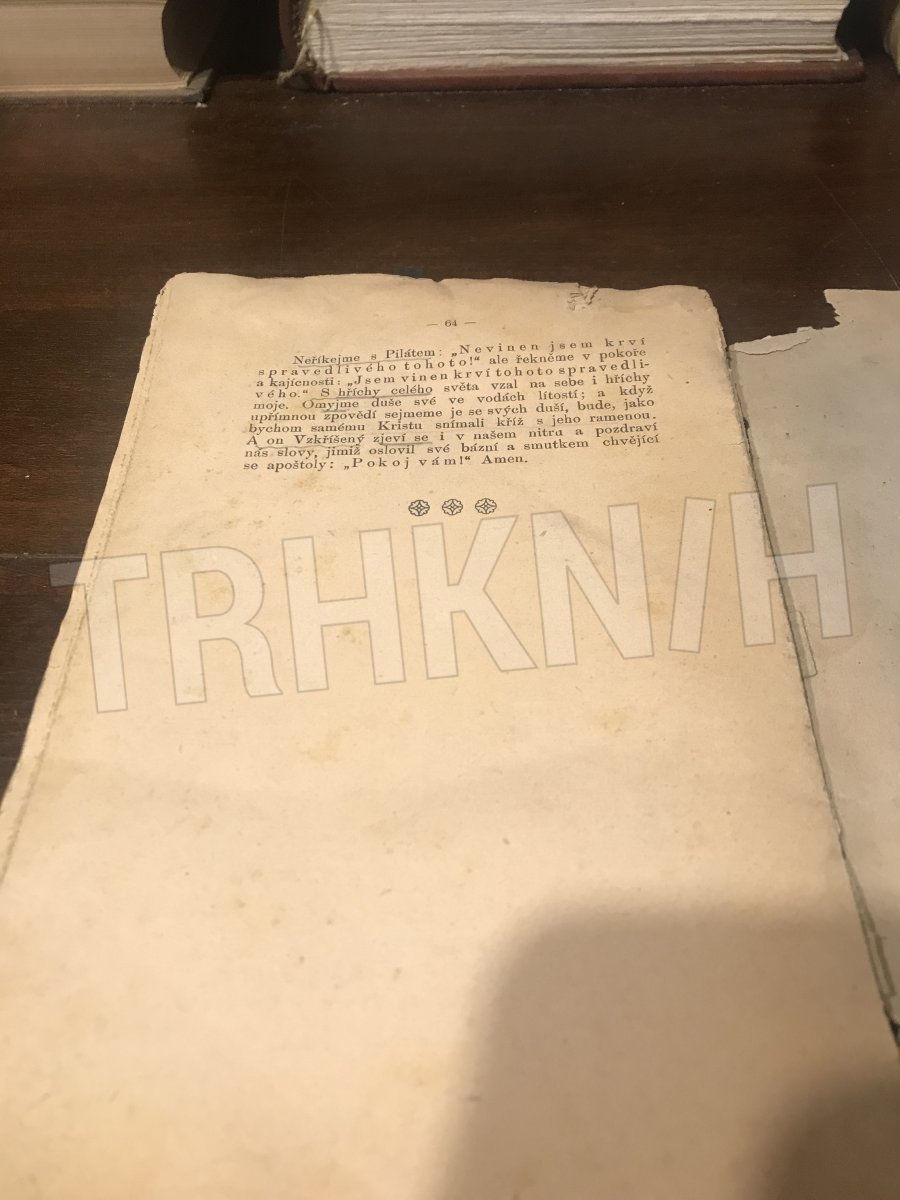 — 64 —
Neříkejme s Pilátem: „Nevinen jsem krví
spravedlivého tohoto!“ ale řekněme v pokoře
a kajícnosti: „Jsem vinen krví tohoto spravedli-
vého.“ S hříchy celého světa vzal na sebe i hříchy
moje. Omyjme duše své ve vodách lítosti; a když
upřímnou zpovědí sejmeme je se svých duší, bude, jako
bychom samému Kristu snímali kříž s jeho ramenou.
A on Vzkříšený zjeví se i v našem nitru a pozdraví
nás slovy, jimiž oslovil své bázní a smutkem chvějící
se apoštoly: „Pokoj vám!“ Amen.
TRHKNIH